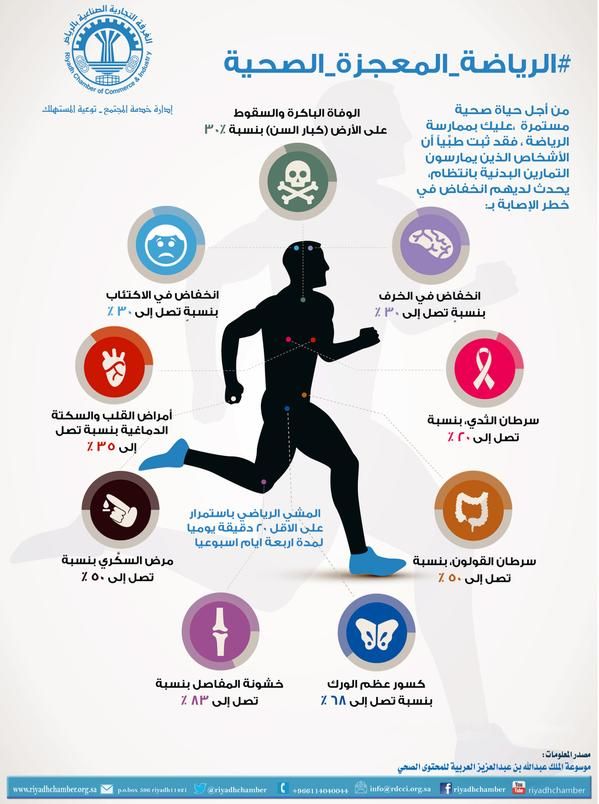 الغرفة التجارية الصناعية بالرياض
Riyadh Chamber of Commerce & Industry
إدارة خدمة المجتمع ـ توعية المستهلك
#الرياضة_المعجزة_الصحية
من أجل حياة صحية
مستمرة ،عليك بممارسة
الرياضة ، فقد ثبت طبّياً أن
الأشخاص الذين يمارسون
التمارين البدنية بانتظام،
يحدث لديهم انخفاض في
خطر الإصابة بـ:
الوفاة الباكرة والسقوط
على الأرض (كبار السن) بنسبة ٣٠٪
انخفاض في الخرف
بنسبةٍ تصل إلى ٣٠ ٪
انخفاض في الاكتئاب
بنسبةٍ تصل إلى ٣٠ ٪
سرطان الثدي، بنسبة
تصل إلى ٢٠ ٪
أمراض القلب والسكتة
الدماغية بنسبة تصل
إلى ٣٥ ٪
سرطان القولون، بنسبة
تصل إلى ٥٠ ٪
مرض السكّري بنسبة
تصل إلى ٥٠ ٪
المشي الرياضي باستمرار
على الاقل ٢٠ دقيقة يوميا
لمدة اربعة ايام اسبوعيا
كسور عظم الورك
بنسبة تصل إلى ٦٨ ٪
خشونة المفاصل بنسبة
تصل إلى ٨٣ ٪
مصدر المعلومات :
موسوعة الملك عبدالله بن عبدالعزيز العربية للمحتوى الصحي
www.riyadhchamber.org.sa p.o.box 596 riyadh11421 @riyadhchamber +966114040044 info@rdcci.org.sa riyadhchamber You Tube riyadhchamber